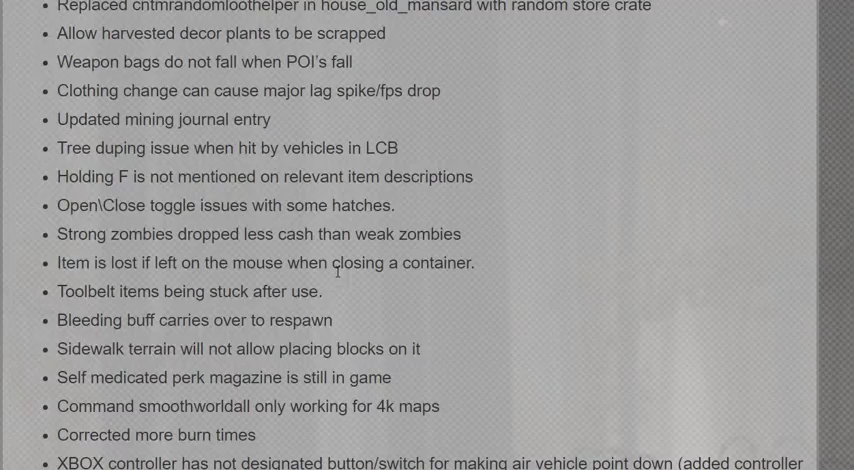 Replaced cntmrandomloothelper in house_old_mansard with random store crate
Allow harvested decor plants to be scrapped
Weapon bags do not fall when POI's fall
Clothing change can cause major lag spike/fps drop
Updated mining journal entry
Tree duping issue when hit by vehicles in LCB
Holding F is not mentioned on relevant item descriptions
Open\Close toggle issues with some hatches.
Strong zombies dropped less cash than weak zombies
Item is lost if left on the mouse when closing a container.
Toolbelt items being stuck after use.
Bleeding buff carries over to respawn
Sidewalk terrain will not allow placing blocks on it
Self medicated perk magazine is still in game
Command smoothworldall only working for 4k maps
Corrected more burn times
XBOX controller has not designated button/switch for making air vehicle point down (added controller